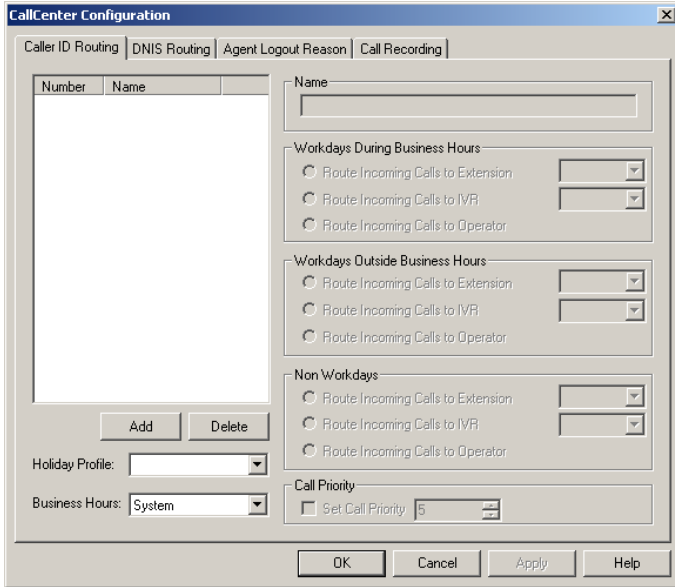 CallCenter Configuration
Caller ID Routing DNIS Routing Agent Logout Reason Call Recording
Number Name
Name
Workdays During Business Hours
Route Incoming Calls to Extension
Route Incoming Calls to IVR
Route Incoming Calls to Operator
Workdays Outside Business Hours
Route Incoming Calls to Extension
Route Incoming Calls to IVR
Route Incoming Calls to Operator
Non Workdays
Route Incoming Calls to Extension
Route Incoming Calls to IVR
Route Incoming Calls to Operator
Add Delete
Holiday Profile:
Business Hours: System
Call Priority
Set Call Priority 5
OK Cancel Apply Help